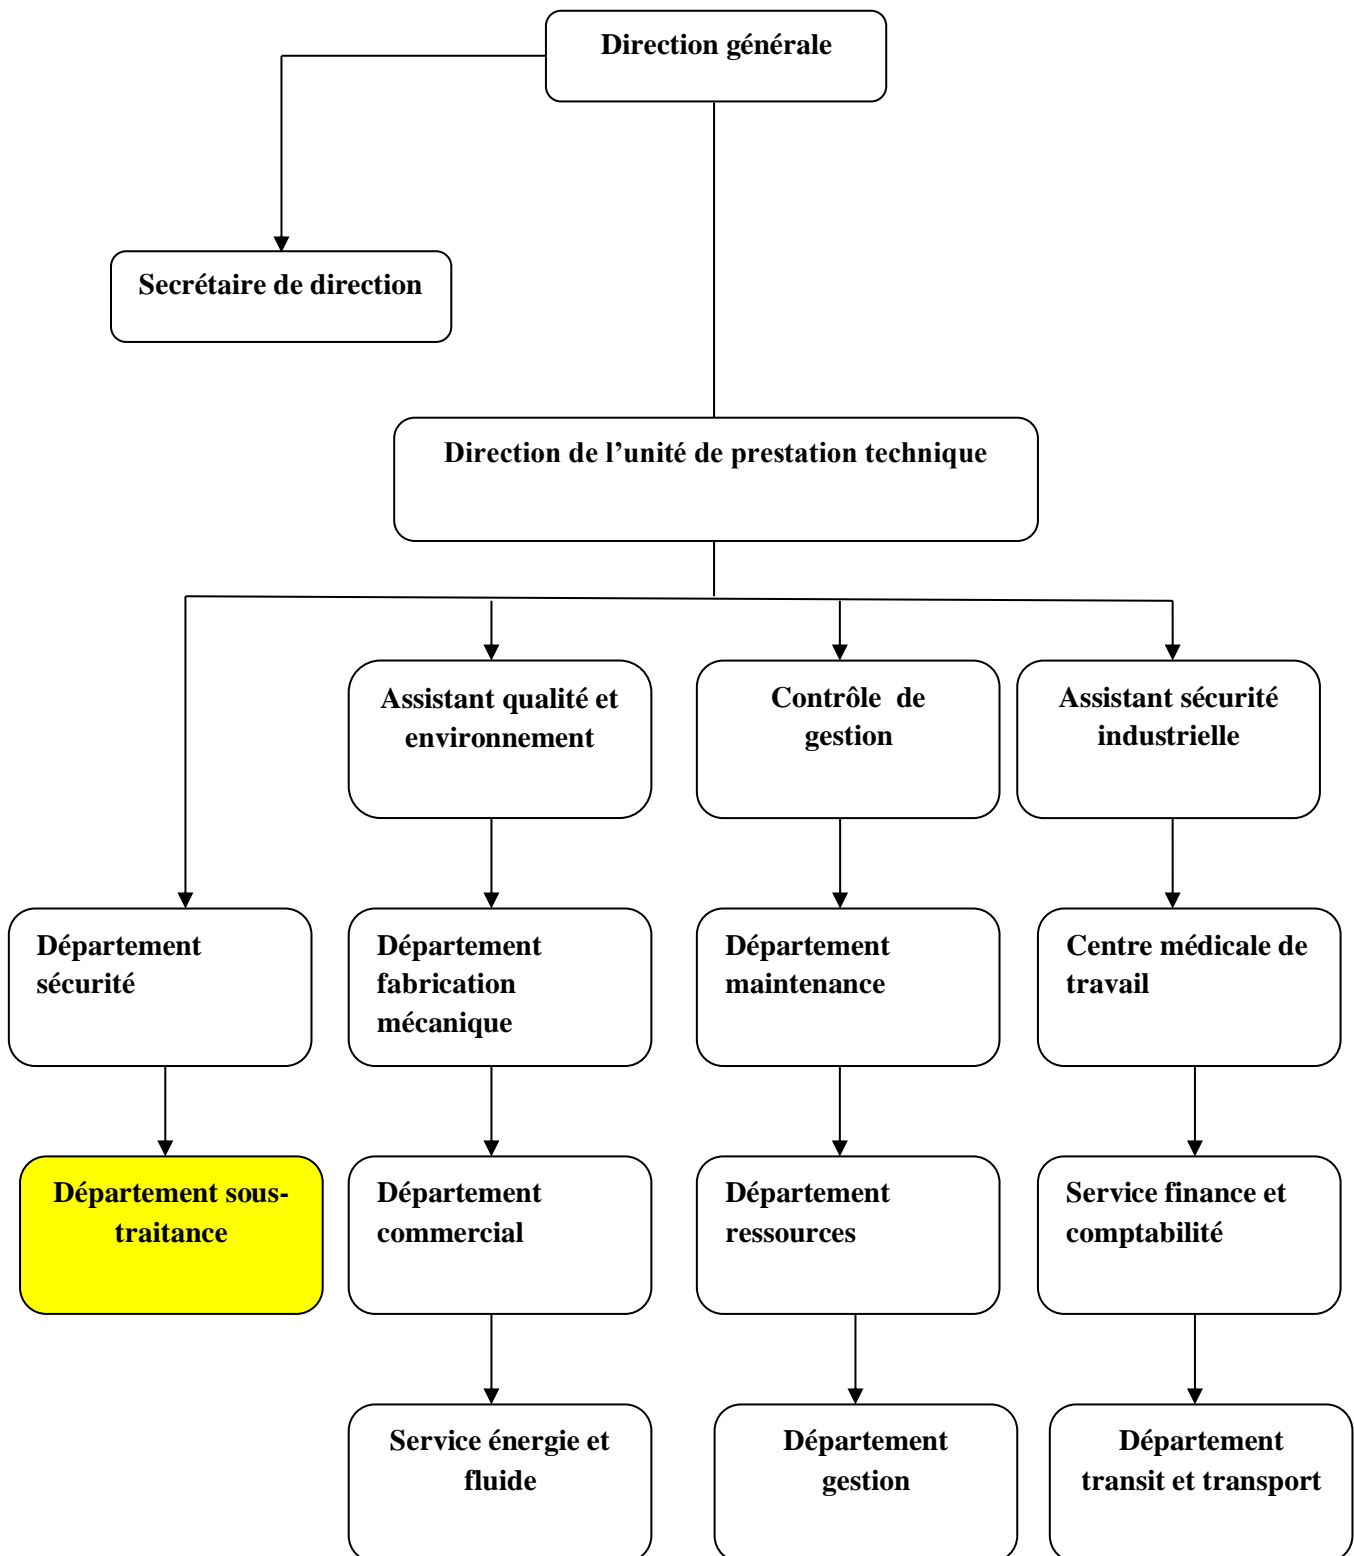 Direction générale
Secrétaire de direction
Direction de l’unité de prestation technique
Assistant qualité et
environnement
Contrôle  de
gestion
Assistant sécurité
industrielle
Département
sécurité
Département
fabrication
mécanique
Département
maintenance
Centre médicale de
travail
Département sous-
traitance
Département
commercial
Département
ressources
Service finance et
comptabilité
Service énergie et
fluide
Département
gestion
Département
transit et transport